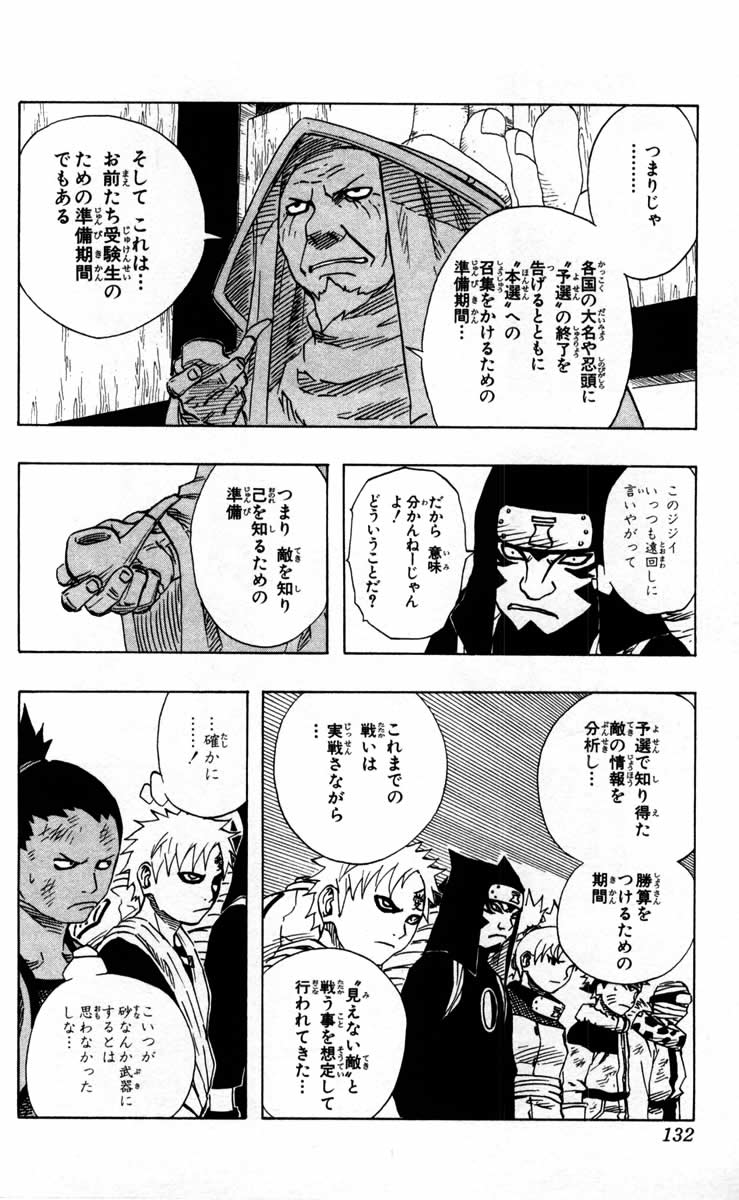 つまりじゃ
………
各国の大名や忍頭に
〝予選〟の終了を
告げるとともに
〝本選〟への
召集をかけるための
準備期間…
そして これは…
お前たち受験生の
ための準備期間
でもある
このジジイ
いっつも遠回しに
言いやがって
だから 意味
分かんねーじゃん
よ!
どういうことだ?
つまり 敵を知り
己を知るための
準備
予選で知り得た
敵の情報を
分析し…
勝算を
つけるための
期間
これまでの
戦いは
実戦さながら
…
〝見えない敵〟と
戦う事を想定して
行われてきた…
…確かに
………!
こいつが
砂なんか武器に
するとは
思わなかった
しな…
132